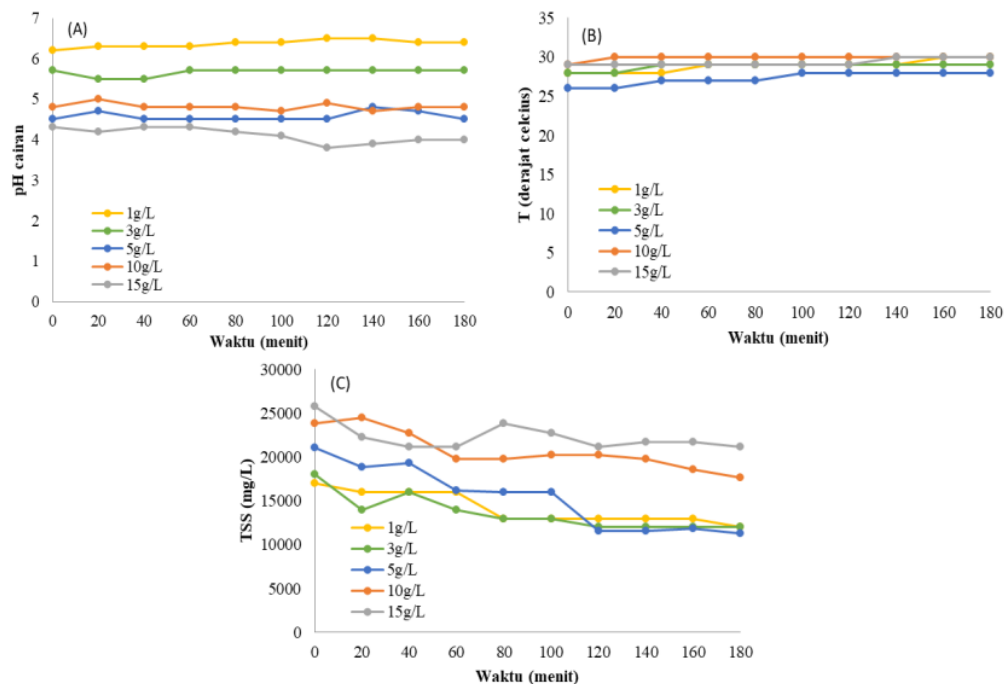 (A)
pH cairan
7
6
5
4
3
2
1
0
1g/L
3g/L
5g/L
10g/L
15g/L
0 20 40 60 80 100 120 140 160 180
Waktu (menit)
(B)
T (derajat celcius)
35
30
25
20
15
10
5
0
1g/L
3g/L
5g/L
10g/L
15g/L
0 20 40 60 80 100 120 140 160 180
Waktu (menit)
(C)
TSS (mg/L)
30000
25000
20000
15000
10000
5000
0
1g/L
3g/L
5g/L
10g/L
15g/L
0 20 40 60 80 100 120 140 160 180
Waktu (menit)